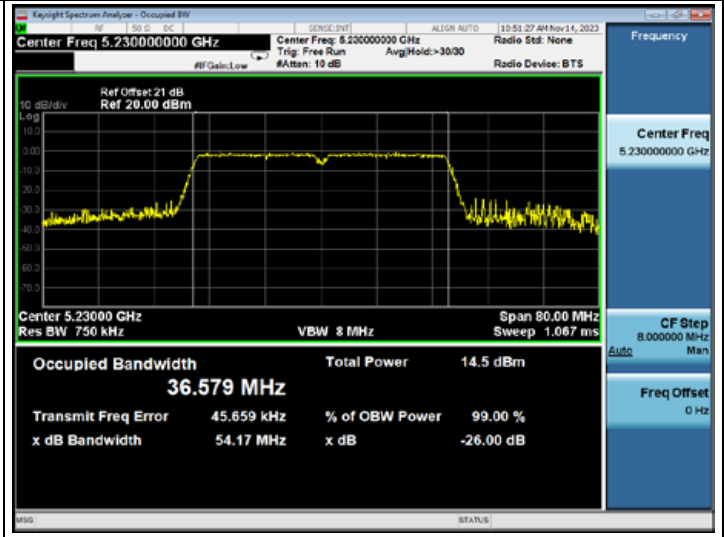 Keysight Spectrum Analyzer - Occupied BW
RF 50 Ω DC SENSE:INT ALIGN AUTO 10:51:27 AM Nov 14, 2023
Center Freq 5.230000000 GHz Center Freq: 5.230000000 GHz Radio Std: None
Trig: Free Run Avg|Hold:>30/30
#IFGain:Low #Atten: 10 dB Radio Device: BTS
Frequency
Ref Offset 21 dB
10 dB/div Ref 20.00 dBm
Log
10.0
0.00
-10.0
-20.0
-30.0
-40.0
-50.0
-60.0
-70.0
Center Freq
5.230000000 GHz
Center 5.23000 GHz Span 80.00 MHz
Res BW 750 kHz VBW 8 MHz Sweep 1.067 ms
CF Step
8.000000 MHz
Auto Man
Occupied Bandwidth Total Power 14.5 dBm
36.579 MHz
Transmit Freq Error 45.659 kHz % of OBW Power 99.00 %
x dB Bandwidth 54.17 MHz x dB -26.00 dB
Freq Offset
0 Hz
MSG STATUS